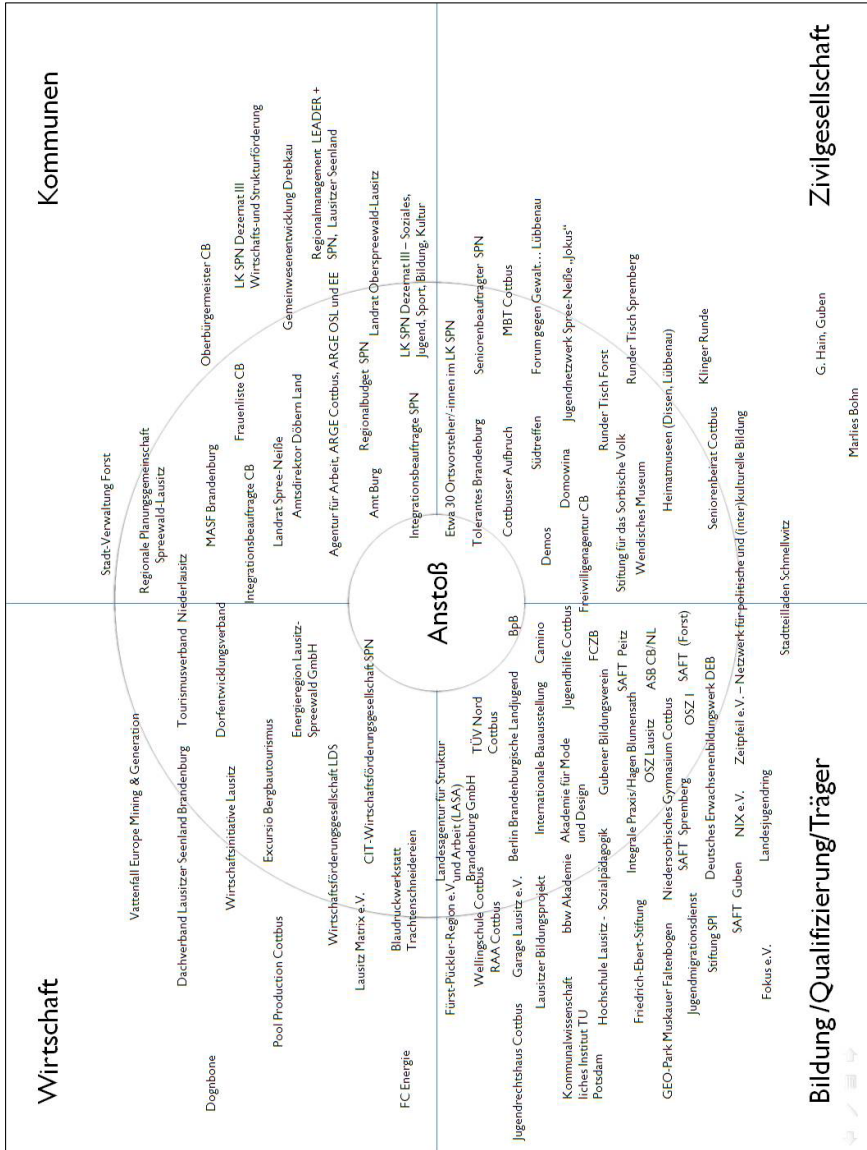 Wirtschaft
Kommunen
Vattenfall Europe Mining & Generation
Stadt-Verwaltung Forst
Regionale Planungsgemeinschaft
Spreewald-Lausitz
Dachverband Lausitzer Seenland Brandenburg
Tourismusverband Niederlausitz
Dognbone
MASF Brandenburg
Oberbürgermeister CB
Wirtschaftsinitiative Lausitz
Dorfentwicklungsverband
Frauenliste CB
LK SPN Dezernat III
Wirtschafts-und Strukturförderung
Integrationsbeauftragte CB
Pool Production Cottbus
Excursio Bergbautourismus
Landrat Spree-Neiße
Gemeinwesenentwicklung Drebkau
Energieregion Lausitz-
Spreewald GmbH
Amtsdirektor Döbern Land
Regionalmanagement LEADER +
SPN, Lausitzer Seenland
Wirtschaftsförderungsgesellschaft LDS
Agentur für Arbeit, ARGE Cottbus, ARGE OSL und EE
Lausitz Matrix e.V.
CIT-Wirtschaftsförderungsgesellschaft SPN
Amt Burg
Regionalbudget SPN
Landrat Oberspreewald-Lausitz
FC Energie
Blaudruckwerkstatt
Trachtenschneidereien
Integrationsbeauftragte SPN
LK SPN Dezernat III – Soziales,
Jugend, Sport, Bildung, Kultur
Anstoß
Fürst-Pückler-Region e.V.
Landesagentur für Struktur
und Arbeit (LASA)
Brandenburg GmbH
Etwa 30 Ortsvorsteher/-innen im LK SPN
Wellingschule Cottbus
RAA Cottbus
TÜV Nord
Cottbus
Tolerantes Brandenburg
Seniorenbeauftragter SPN
Jugendrechtshaus Cottbus
Garage Lausitz e.V.
Berlin Brandenburgische Landjugend
BpB
Cottbusser Aufbruch
MBT Cottbus
Lausitzer Bildungsprojekt
Internationale Bauausstellung
Camino
Demos
Südtreffen
Forum gegen Gewalt... Lübbenau
Kommunalwissenschaft
liches Institut TU
Potsdam
bbw Akademie
Akademie für Mode
und Design
Jugendhilfe Cottbus
Freiwilligenagentur CB
Domowina
Jugendnetzwerk Spree-Neiße „Jokus“
Hochschule Lausitz - Sozialpädagogik
Gubener Bildungsverein
FCZB
Stiftung für das Sorbische Volk
Runder Tisch Forst
Friedrich-Ebert-Stiftung
Integrale Praxis/Hagen Blumensath
SAFT Peitz
Wendisches Museum
Runder Tisch Spremberg
OSZ Lausitz
ASB CB/NL
GEO-Park Muskauer Faltenbogen
Niedersorbisches Gymnasium Cottbus
Heimatmuseen (Dissen, Lübbenau)
Jugendmigrationsdienst
SAFT Spremberg
OSZ I
SAFT (Forst)
Stiftung SPI
Deutsches Erwachsenenbildungswerk DEB
Seniorenbeirat Cottbus
Klinger Runde
SAFT Guben
NIX e.V.
Zeitpfeil e.V. – Netzwerk für politische und (inter)kulturelle Bildung
Fokus e.V.
Landesjugendring
Stadtteilladen Schmellwitz
G. Hain, Guben
Marlies Bohn
Bildung /Qualifizierung/Träger
Zivilgesellschaft